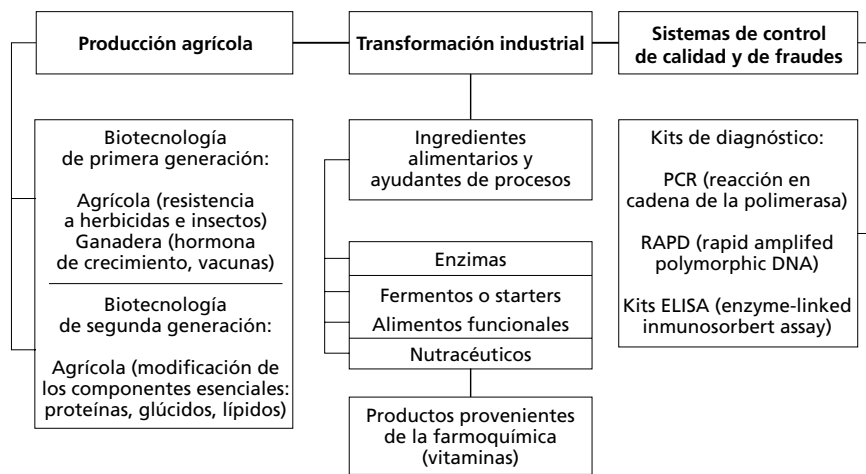 Producción agrícola
Transformación industrial
Sistemas de control
de calidad y de fraudes
Biotecnología
de primera generación:
Agrícola (resistencia
a herbicidas e insectos)
Ganadera (hormona
de crecimiento, vacunas)
Biotecnología
de segunda generación:
Agrícola (modificación de
los componentes esenciales:
proteínas, glúcidos, lípidos)
Ingredientes
alimentarios y
ayudantes de procesos
Enzimas
Fermentos o starters
Alimentos funcionales
Nutracéuticos
Productos provenientes
de la farmoquímica
(vitaminas)
Kits de diagnóstico:
PCR (reacción en
cadena de la polimerasa)
RAPD (rapid amplifed
polymorphic DNA)
Kits ELISA (enzyme-linked
inmunosorbert assay)